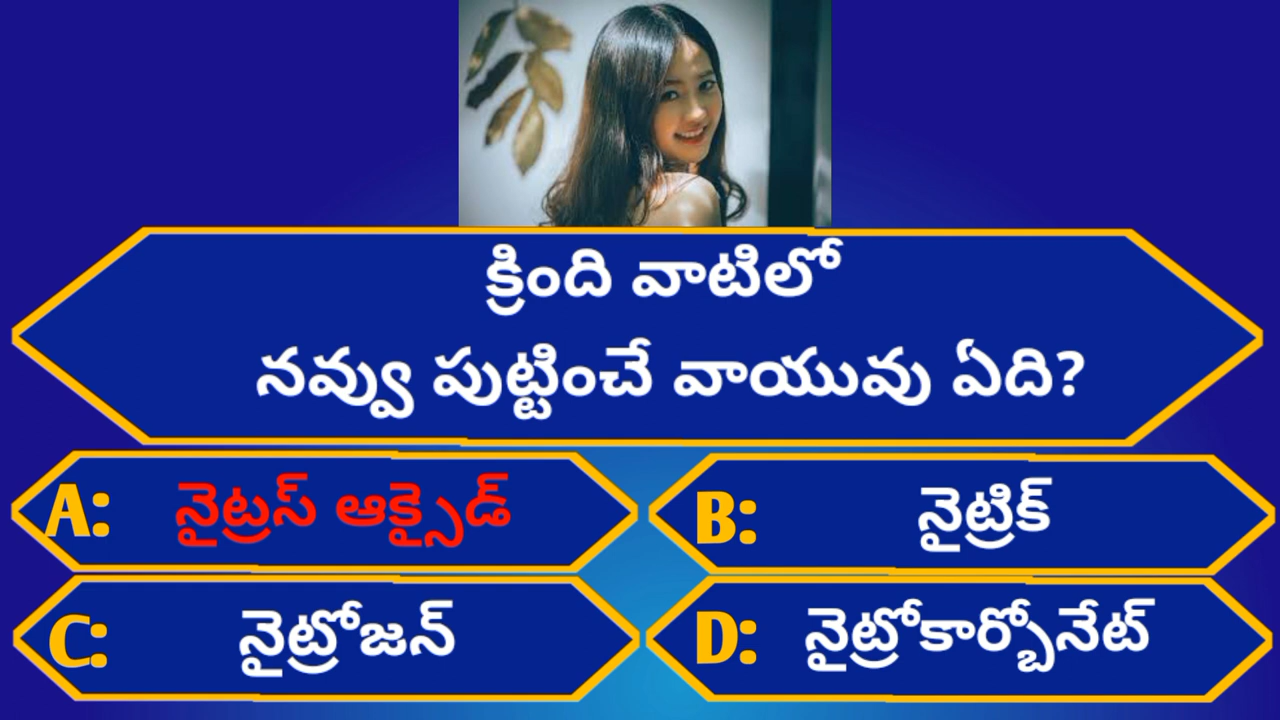 క్రింది వాటిలో
నవ్వు పుట్టించే వాయువు ఏది?
A: నైట్రస్ ఆక్సైడ్
B: నైట్రిక్
C: నైట్రోజన్
D: నైట్రోకార్బోనేట్